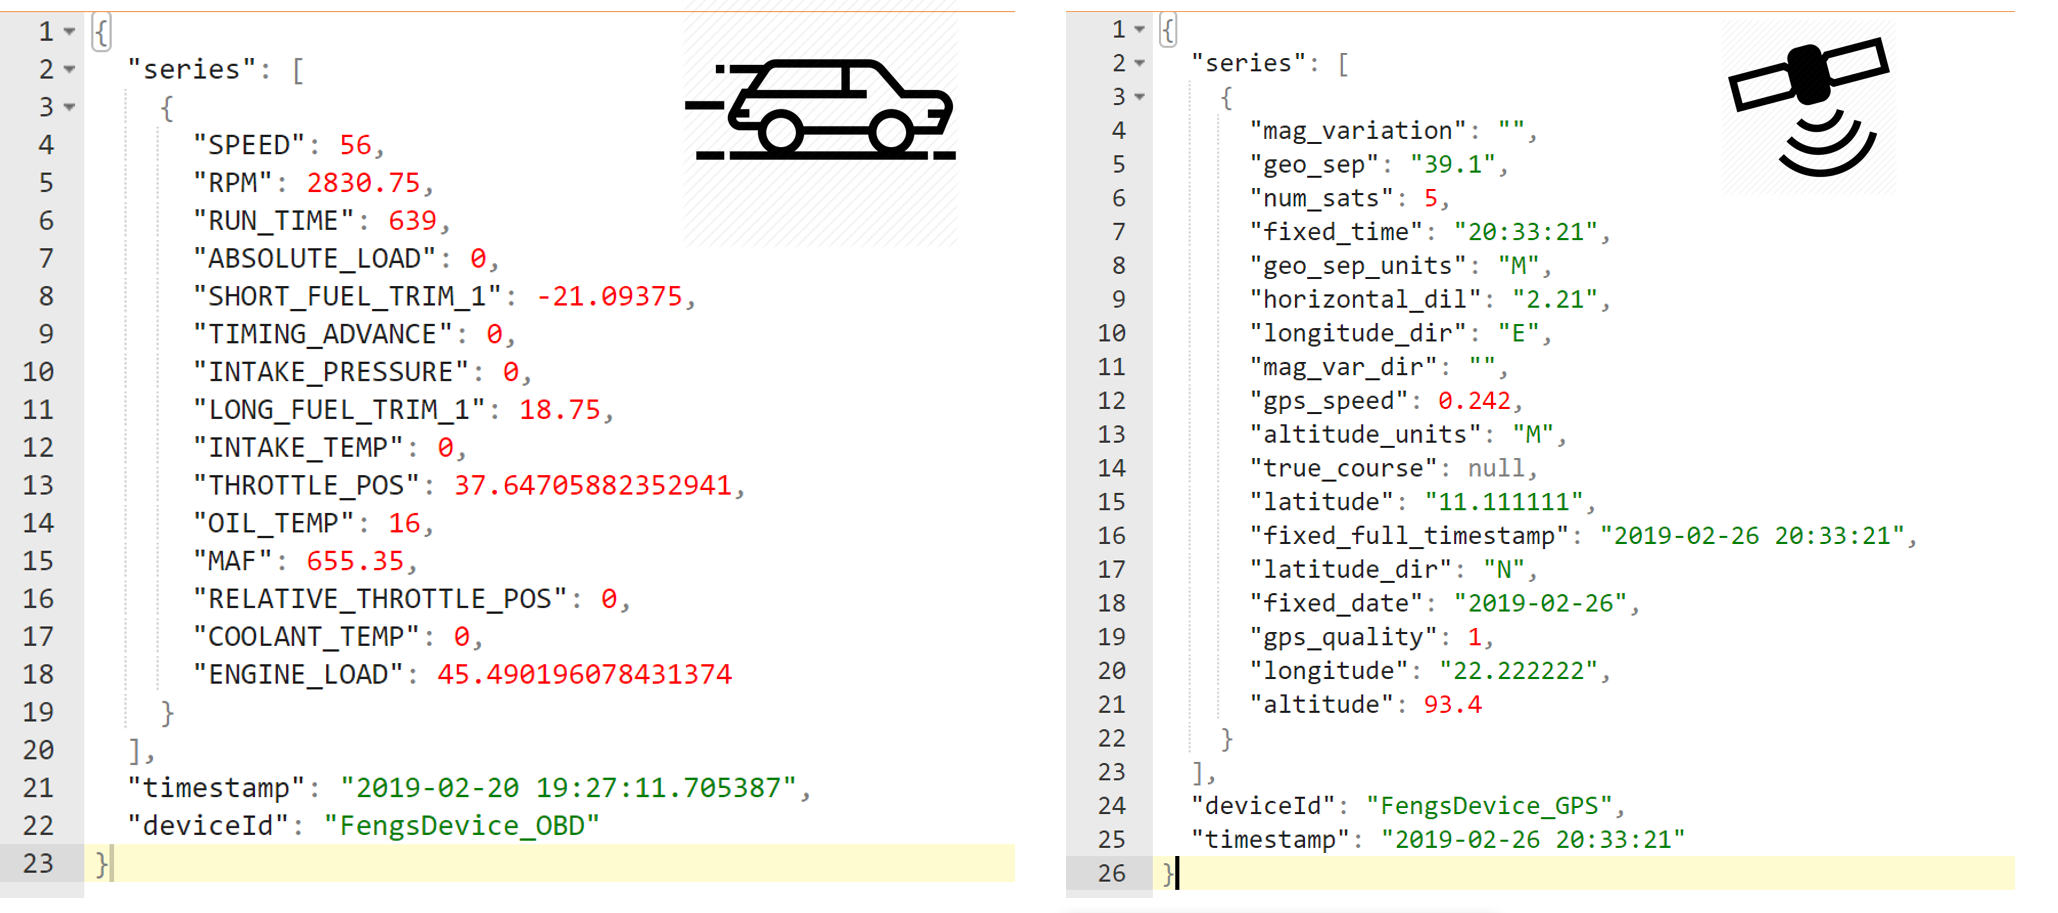 1 {
2 "series": [
3 {
4 "SPEED": 56,
5 "RPM": 2830.75,
6 "RUN_TIME": 639,
7 "ABSOLUTE_LOAD": 0,
8 "SHORT_FUEL_TRIM_1": -21.09375,
9 "TIMING_ADVANCE": 0,
10 "INTAKE_PRESSURE": 0,
11 "LONG_FUEL_TRIM_1": 18.75,
12 "INTAKE_TEMP": 0,
13 "THROTTLE_POS": 37.64705882352941,
14 "OIL_TEMP": 16,
15 "MAF": 655.35,
16 "RELATIVE_THROTTLE_POS": 0,
17 "COOLANT_TEMP": 0,
18 "ENGINE_LOAD": 45.490196078431374
19 }
20 ],
21 "timestamp": "2019-02-20 19:27:11.705387",
22 "deviceId": "FengsDevice_OBD"
23 }
1 {
2 "series": [
3 {
4 "mag_variation": "",
5 "geo_sep": "39.1",
6 "num_sats": 5,
7 "fixed_time": "20:33:21",
8 "geo_sep_units": "M",
9 "horizontal_dil": "2.21",
10 "longitude_dir": "E",
11 "mag_var_dir": "",
12 "gps_speed": 0.242,
13 "altitude_units": "M",
14 "true_course": null,
15 "latitude": "11.111111",
16 "fixed_full_timestamp": "2019-02-26 20:33:21",
17 "latitude_dir": "N",
18 "fixed_date": "2019-02-26",
19 "gps_quality": 1,
20 "longitude": "22.222222",
21 "altitude": 93.4
22 }
23 ],
24 "deviceId": "FengsDevice_GPS",
25 "timestamp": "2019-02-26 20:33:21"
26 }